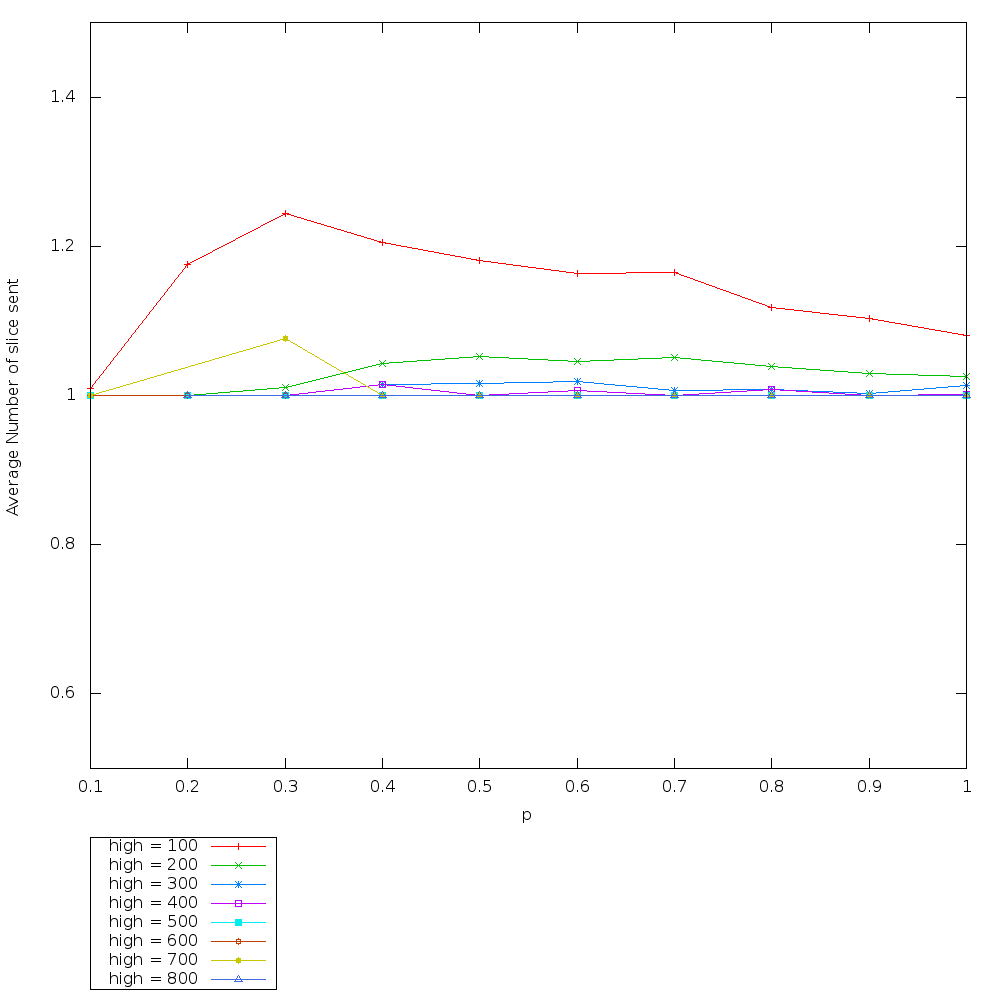 1.4
1.2
1
0.8
0.6
Average Number of slice sent
0.1 0.2 0.3 0.4 0.5 0.6 0.7 0.8 0.9 1
p
high = 100
high = 200
high = 300
high = 400
high = 500
high = 600
high = 700
high = 800